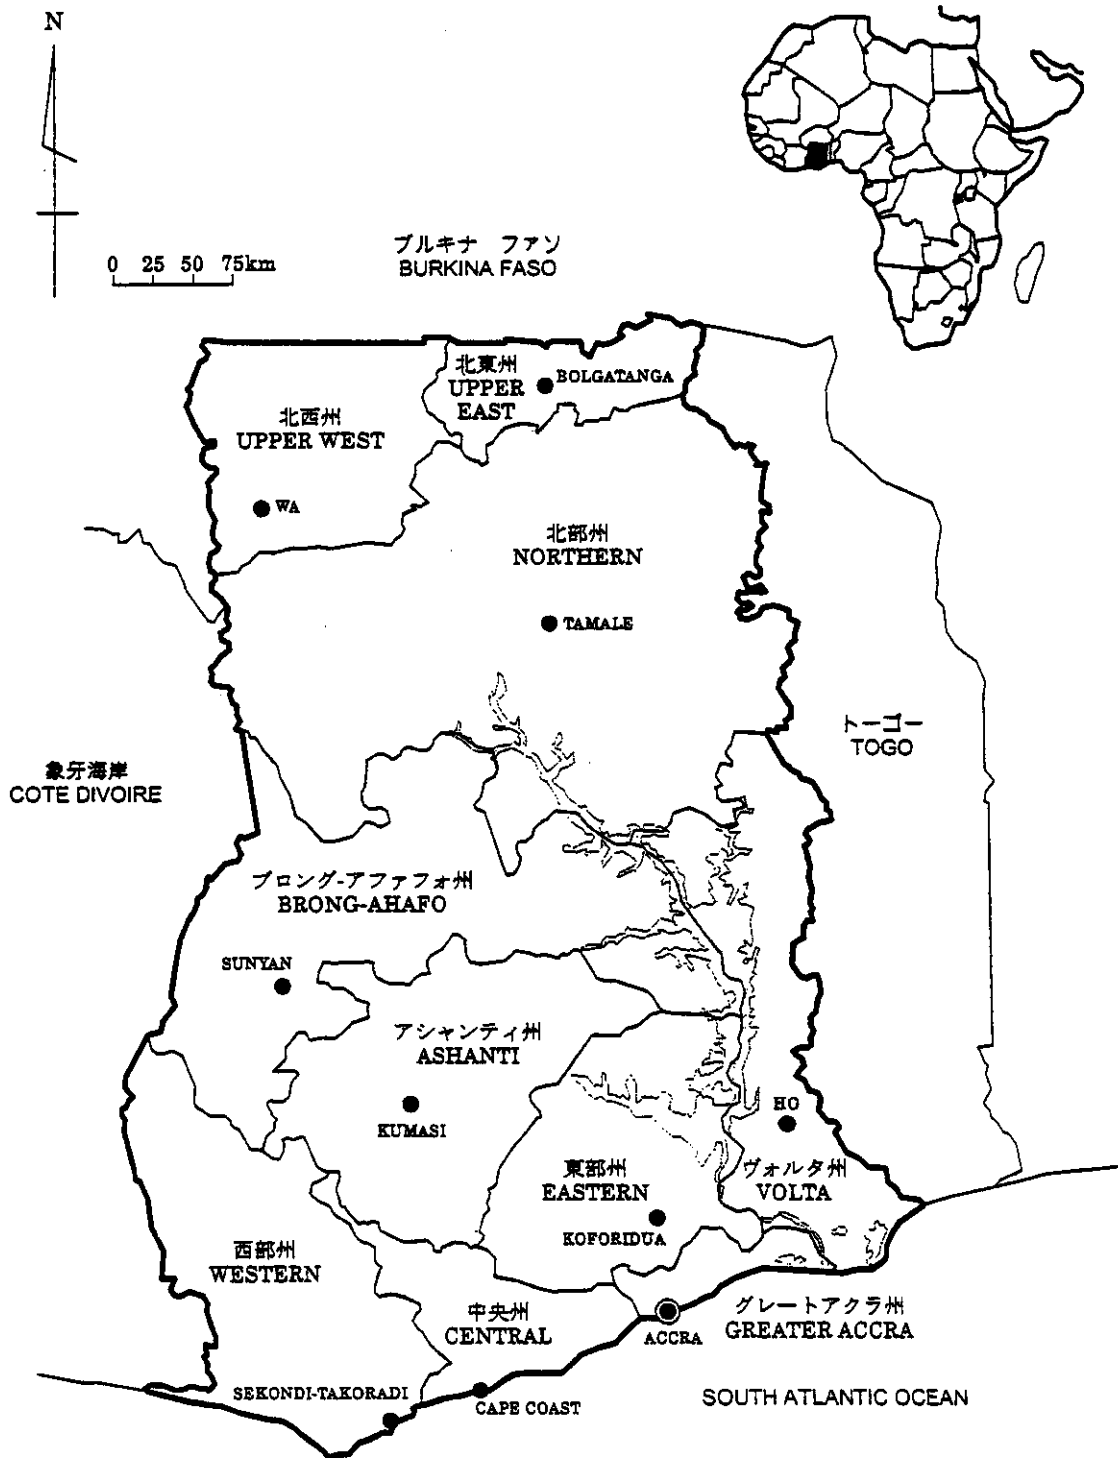 N
0 25 50 75km
ブルキナ ファソ
BURKINA FASO
北東州
UPPER
EAST
BOLGATANGA
北西州
UPPER WEST
WA
北部州
NORTHERN
TAMALE
トーゴー
TOGO
象牙海岸
COTE DIVOIRE
ブロング-アファフォ州
BRONG-AHAFO
SUNYAN
アシャンティ州
ASHANTI
KUMASI
HO
東部州
EASTERN
ヴォルタ州
VOLTA
KOFORIDUA
西部州
WESTERN
中央州
CENTRAL
グレートアクラ州
GREATER ACCRA
ACCRA
SEKONDI-TAKORADI
CAPE COAST
SOUTH ATLANTIC OCEAN